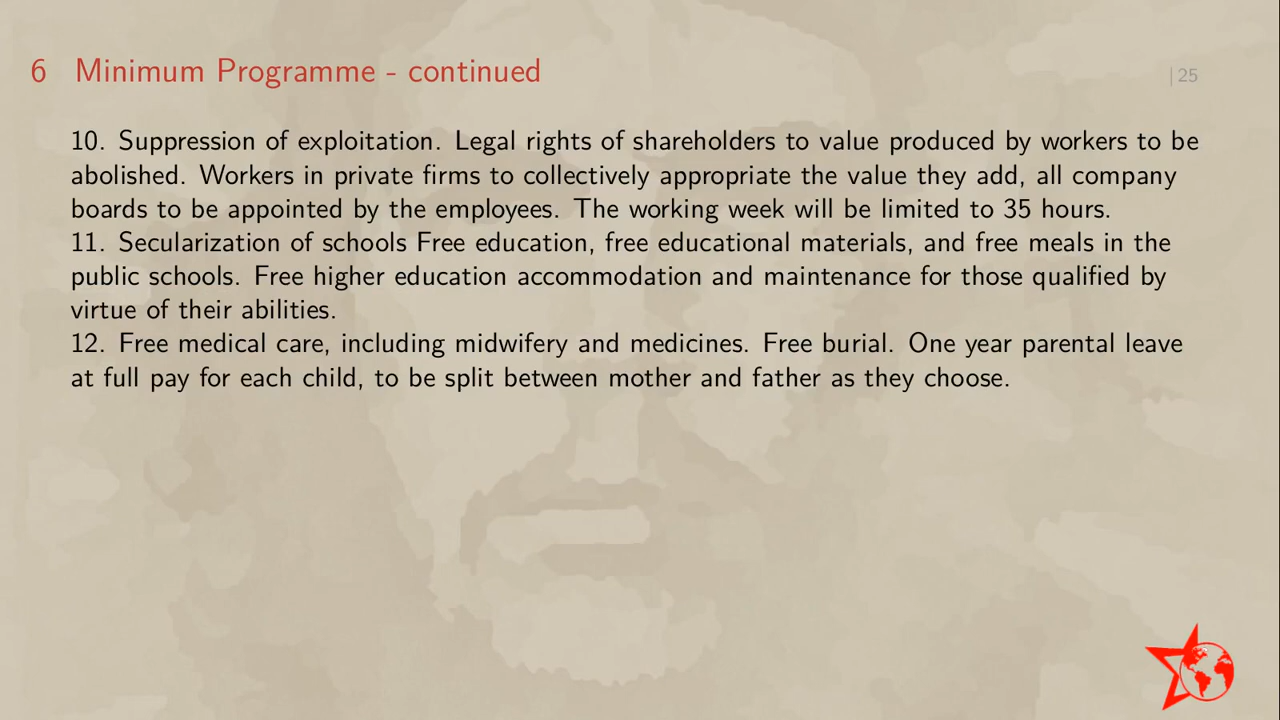 6 Minimum Programme - continued
| 25
10. Suppression of exploitation. Legal rights of shareholders to value produced by workers to be
abolished. Workers in private firms to collectively appropriate the value they add, all company
boards to be appointed by the employees. The working week will be limited to 35 hours.
11. Secularization of schools Free education, free educational materials, and free meals in the
public schools. Free higher education accommodation and maintenance for those qualified by
virtue of their abilities.
12. Free medical care, including midwifery and medicines. Free burial. One year parental leave
at full pay for each child, to be split between mother and father as they choose.